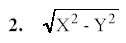 2. √X² - Y²